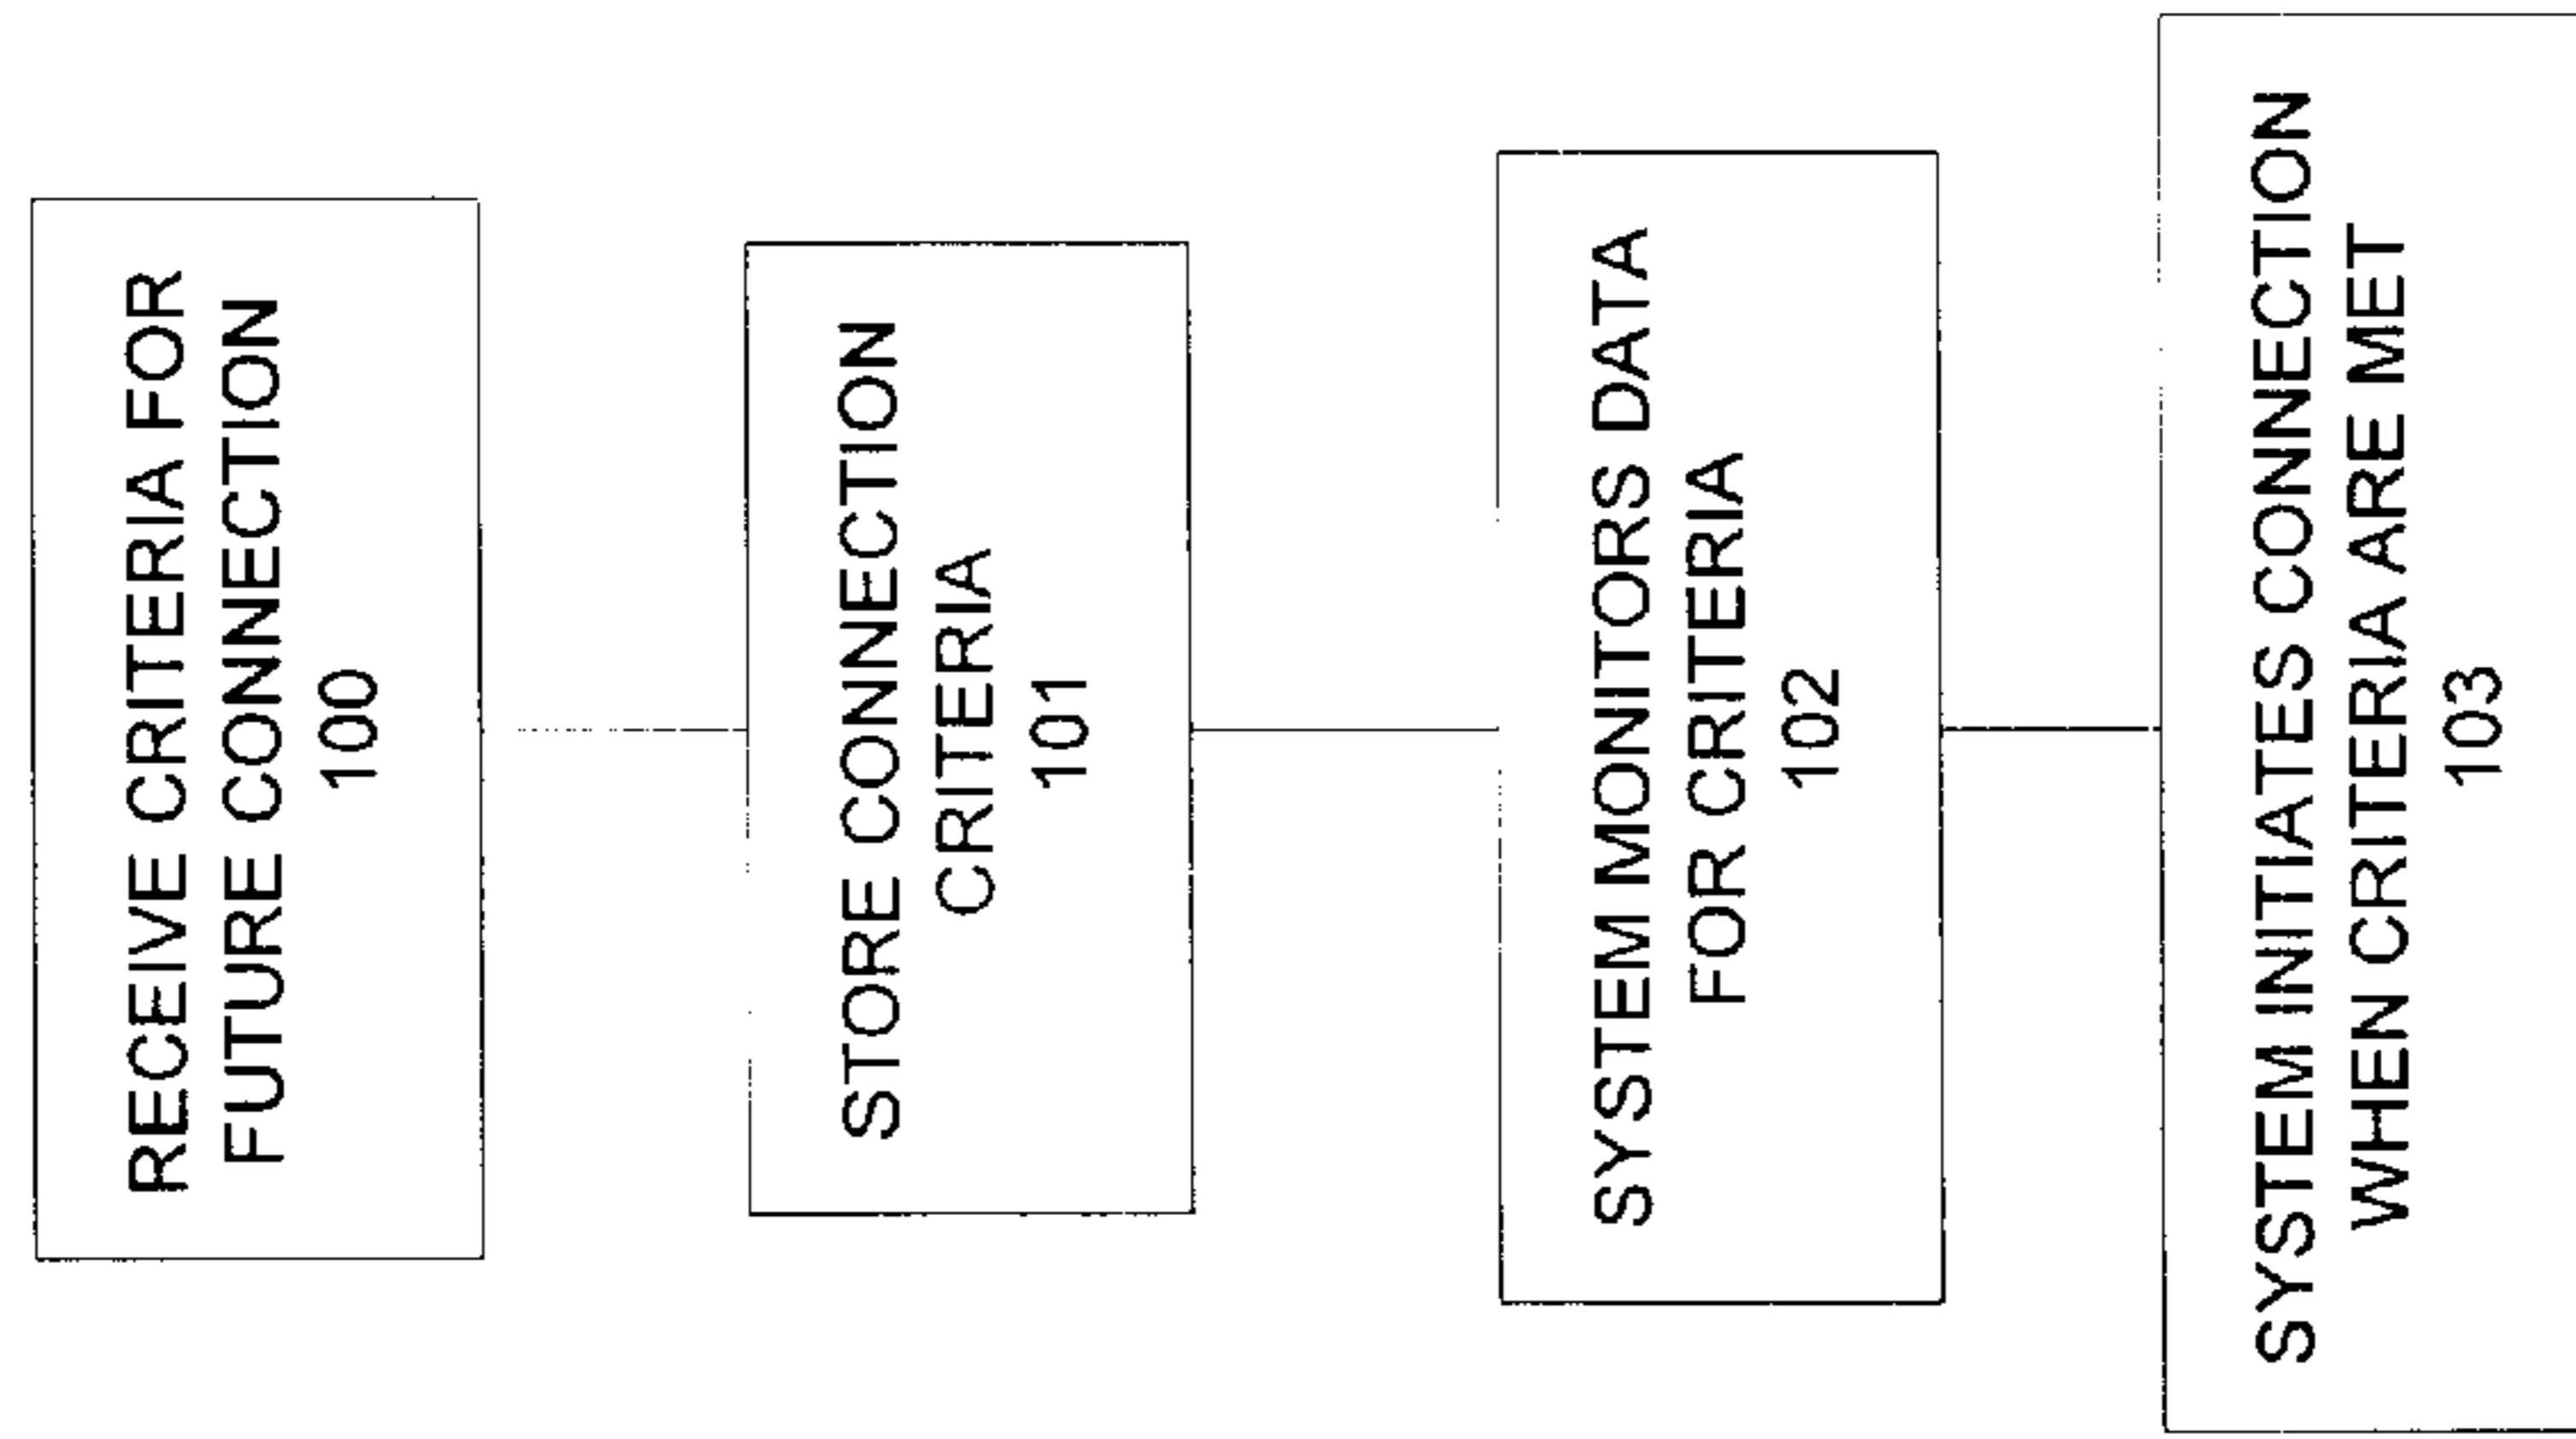 RECEIVE CRITERIA FOR
FUTURE CONNECTION
100
STORE CONNECTION
CRITERIA
101
SYSTEM MONITORS DATA
FOR CRITERIA
102
SYSTEM INITIATES CONNECTION
WHEN CRITERIA ARE MET
103